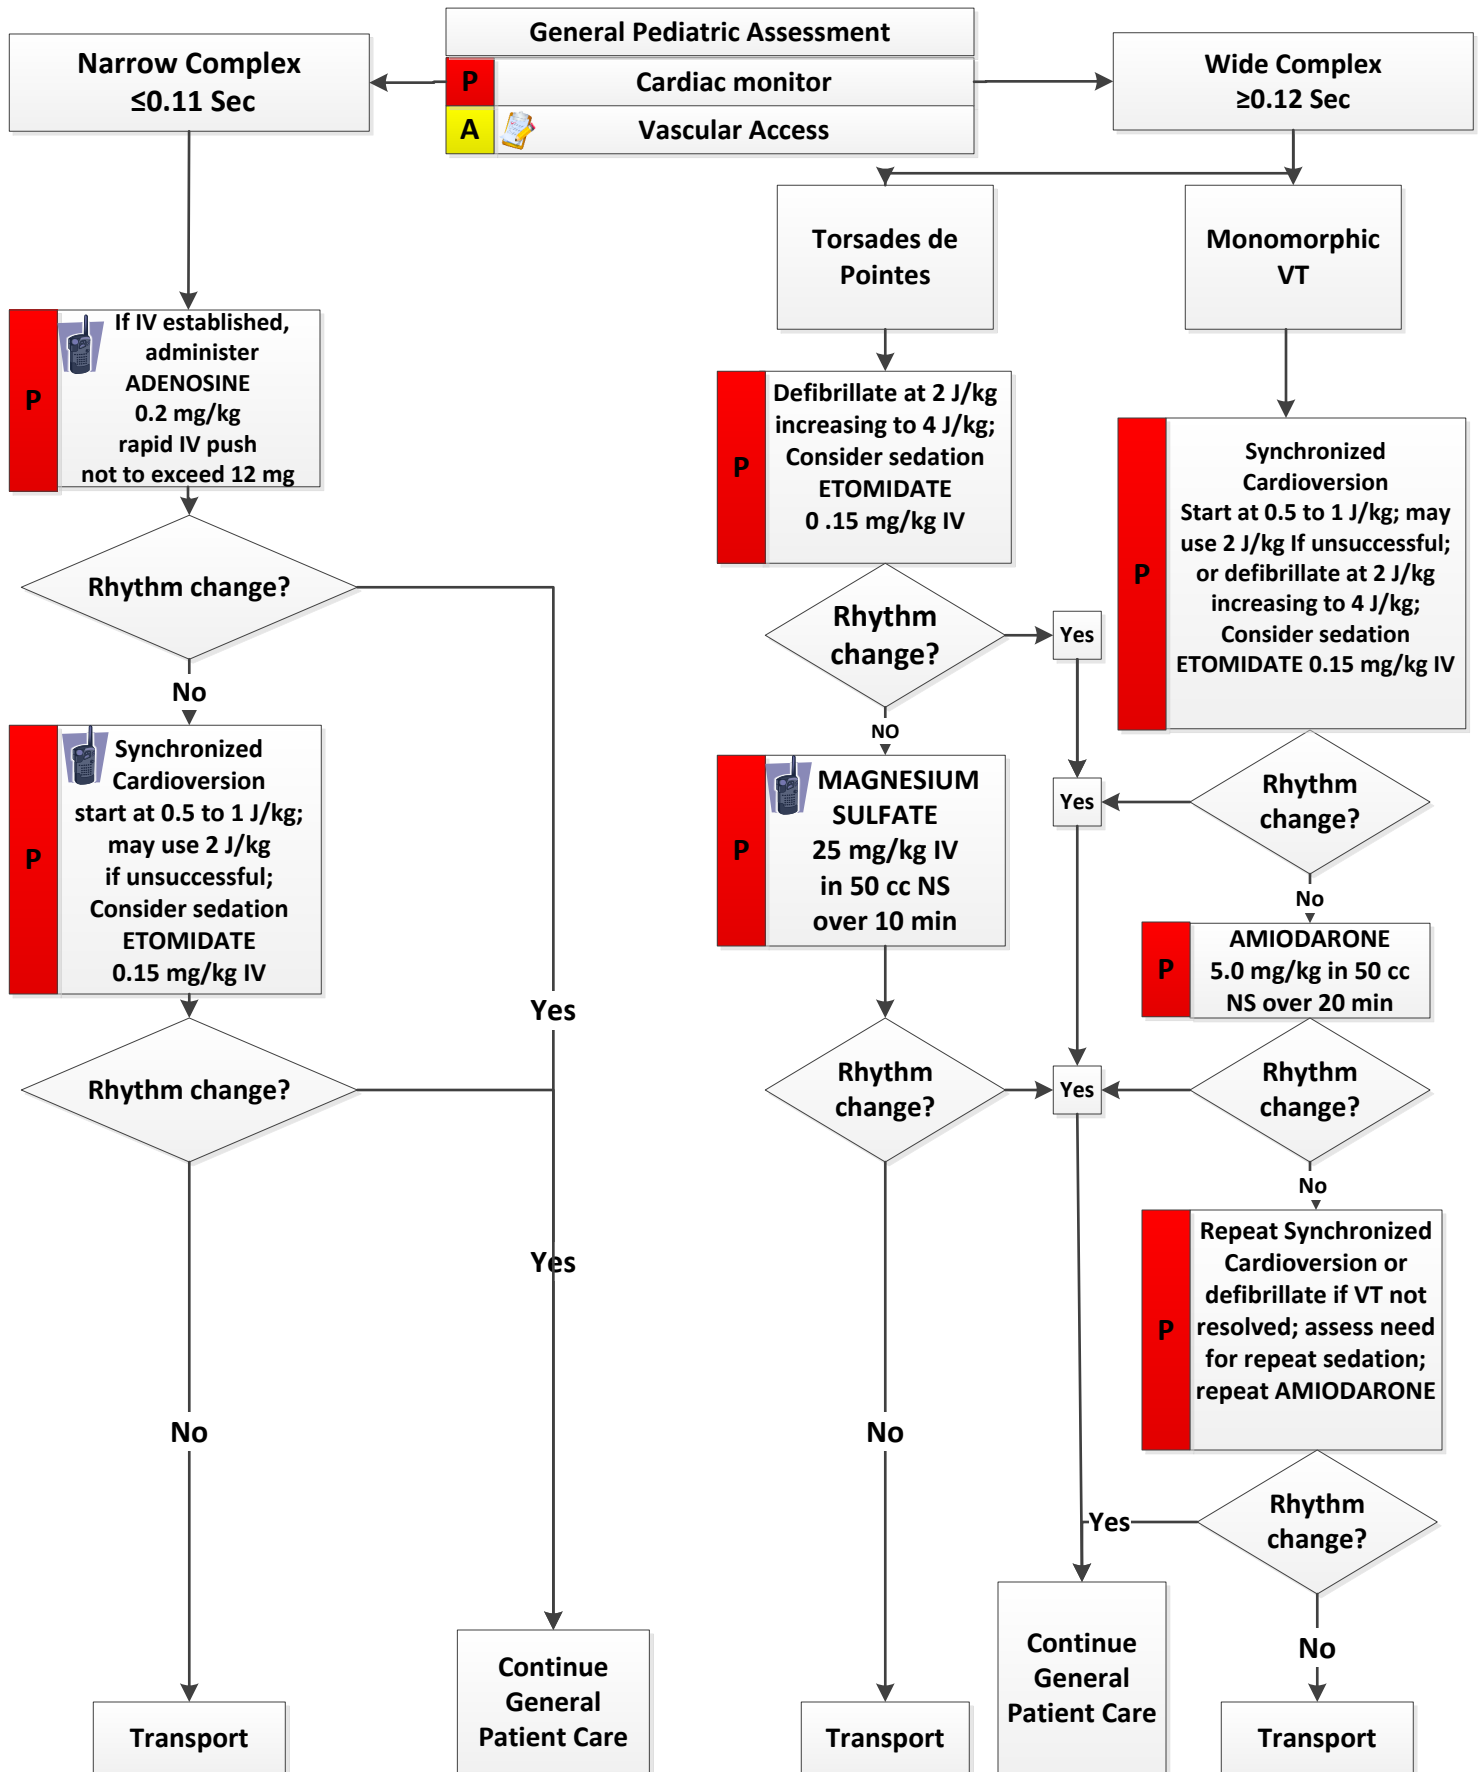 General Pediatric Assessment
P
Cardiac monitor
A
Vascular Access
Narrow Complex
≤0.11 Sec
P
If IV established,
administer
ADENOSINE
0.2 mg/kg
rapid IV push
not to exceed 12 mg
Rhythm change?
No
P
Synchronized
Cardioversion
start at 0.5 to 1 J/kg;
may use 2 J/kg
if unsuccessful;
Consider sedation
ETOMIDATE
0.15 mg/kg IV
Yes
Rhythm change?
Yes
No
Transport
Continue
General
Patient Care
Wide Complex
≥0.12 Sec
Torsades de
Pointes
P
Defibrillate at 2 J/kg
increasing to 4 J/kg;
Consider sedation
ETOMIDATE
0 .15 mg/kg IV
Rhythm
change?
Yes
NO
P
MAGNESIUM
SULFATE
25 mg/kg IV
in 50 cc NS
over 10 min
Rhythm
change?
Yes
No
Transport
Monomorphic
VT
P
Synchronized
Cardioversion
Start at 0.5 to 1 J/kg; may
use 2 J/kg If unsuccessful;
or defibrillate at 2 J/kg
increasing to 4 J/kg;
Consider sedation
ETOMIDATE 0.15 mg/kg IV
Rhythm
change?
Yes
No
P
AMIODARONE
5.0 mg/kg in 50 cc
NS over 20 min
Rhythm
change?
No
P
Repeat Synchronized
Cardioversion or
defibrillate if VT not
resolved; assess need
for repeat sedation;
repeat AMIODARONE
Rhythm
change?
Yes
No
Continue
General
Patient Care
Transport